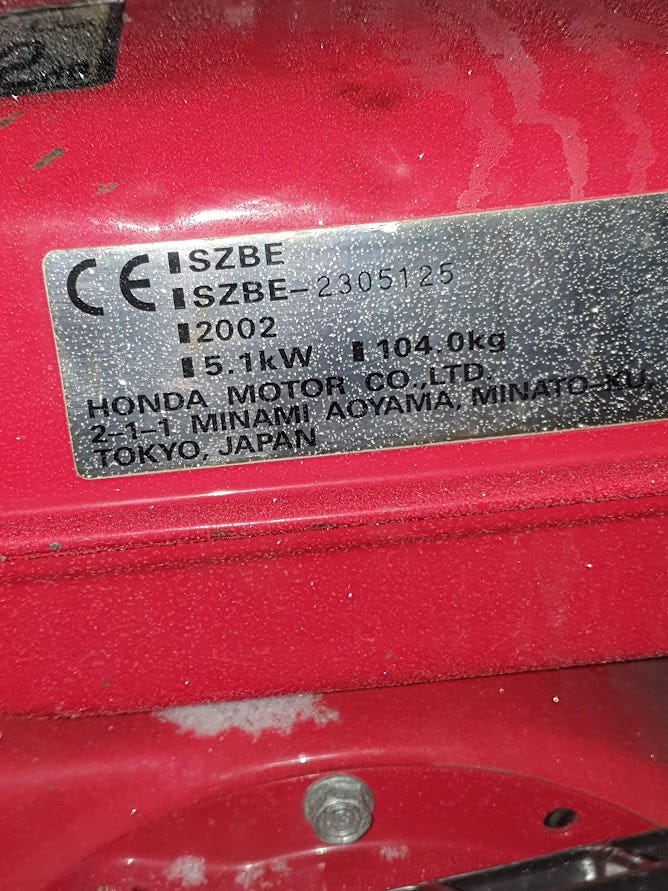 CE SZBE
SZBE-2305125
2002
5.1kW 104.0kg
HONDA MOTOR CO.,LTD.
2-1-1 MINAMI AOYAMA, MINATO-KU,
TOKYO, JAPAN